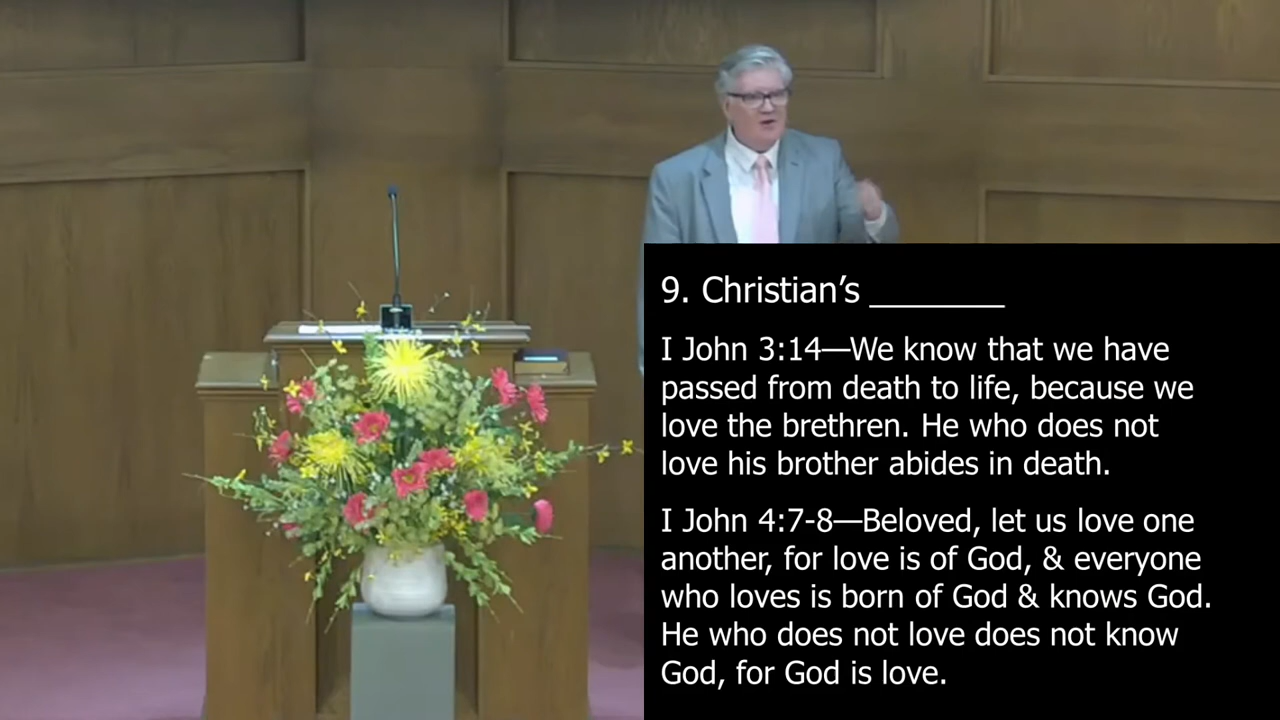 9. Christian’s _______
I John 3:14—We know that we have
passed from death to life, because we
love the brethren. He who does not
love his brother abides in death.
I John 4:7-8—Beloved, let us love one
another, for love is of God, & everyone
who loves is born of God & knows God.
He who does not love does not know
God, for God is love.